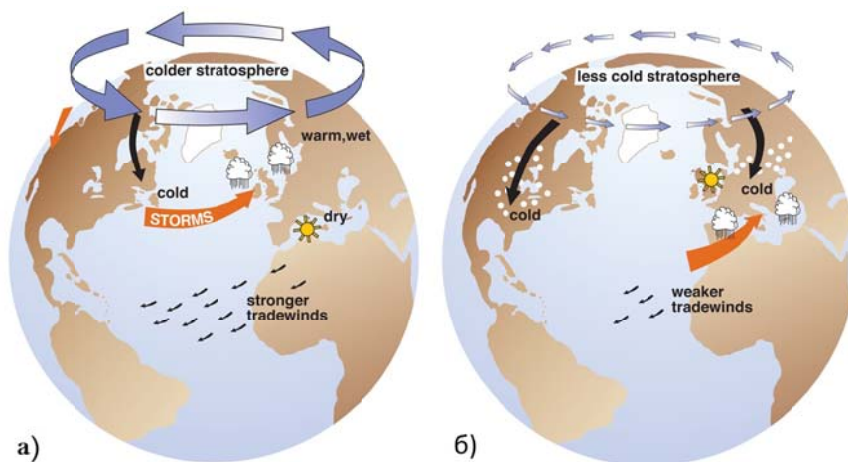 colder stratosphere
warm,wet
cold
STORMS
dry
stronger
tradewinds
а)
less cold stratosphere
cold
cold
weaker
tradewinds
б)